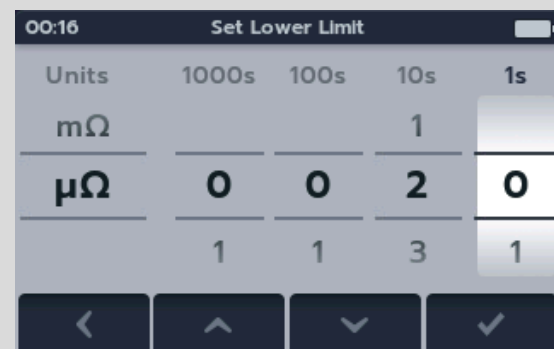 00:16 Set Lower Limit
Units 1000s 100s 10s 1s
mΩ 1
μΩ 0 0 2 0
1 1 3 1